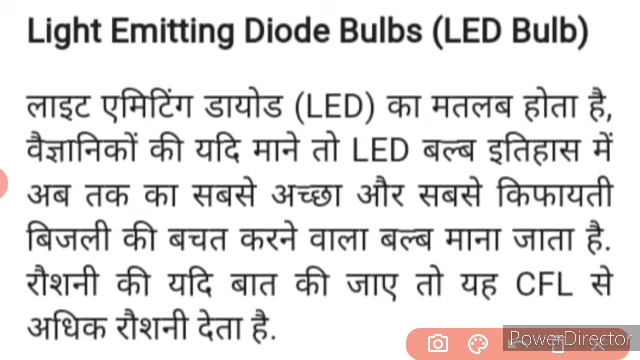 Light Emitting Diode Bulbs (LED Bulb)
लाइट एमिटिंग डायोड (LED) का मतलब होता है,
वैज्ञानिकों की यदि माने तो LED बल्ब इतिहास में
अब तक का सबसे अच्छा और सबसे किफायती
बिजली की बचत करने वाला बल्ब माना जाता है.
रौशनी की यदि बात की जाए तो यह CFL से
अधिक रौशनी देता है.
PowerDirector